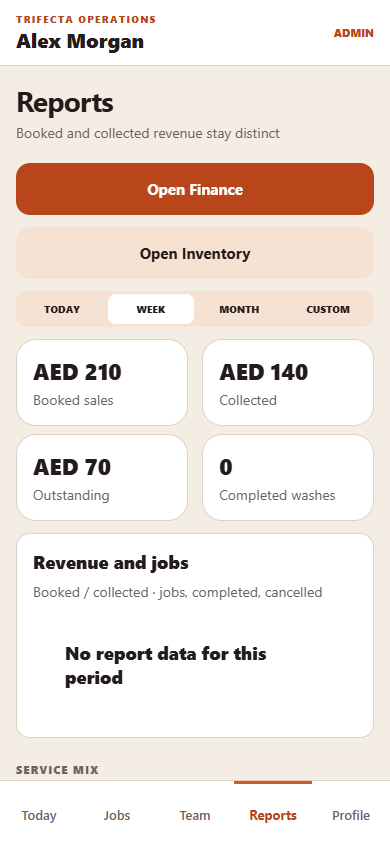 TRIFECTA OPERATIONS
Alex Morgan
ADMIN
Reports
Booked and collected revenue stay distinct
Open Finance
Open Inventory
TODAY WEEK MONTH CUSTOM
AED 210
Booked sales
AED 140
Collected
AED 70
Outstanding
0
Completed washes
Revenue and jobs
Booked / collected · jobs, completed, cancelled
No report data for this
period
SERVICE MIX
Today Jobs Team Reports Profile